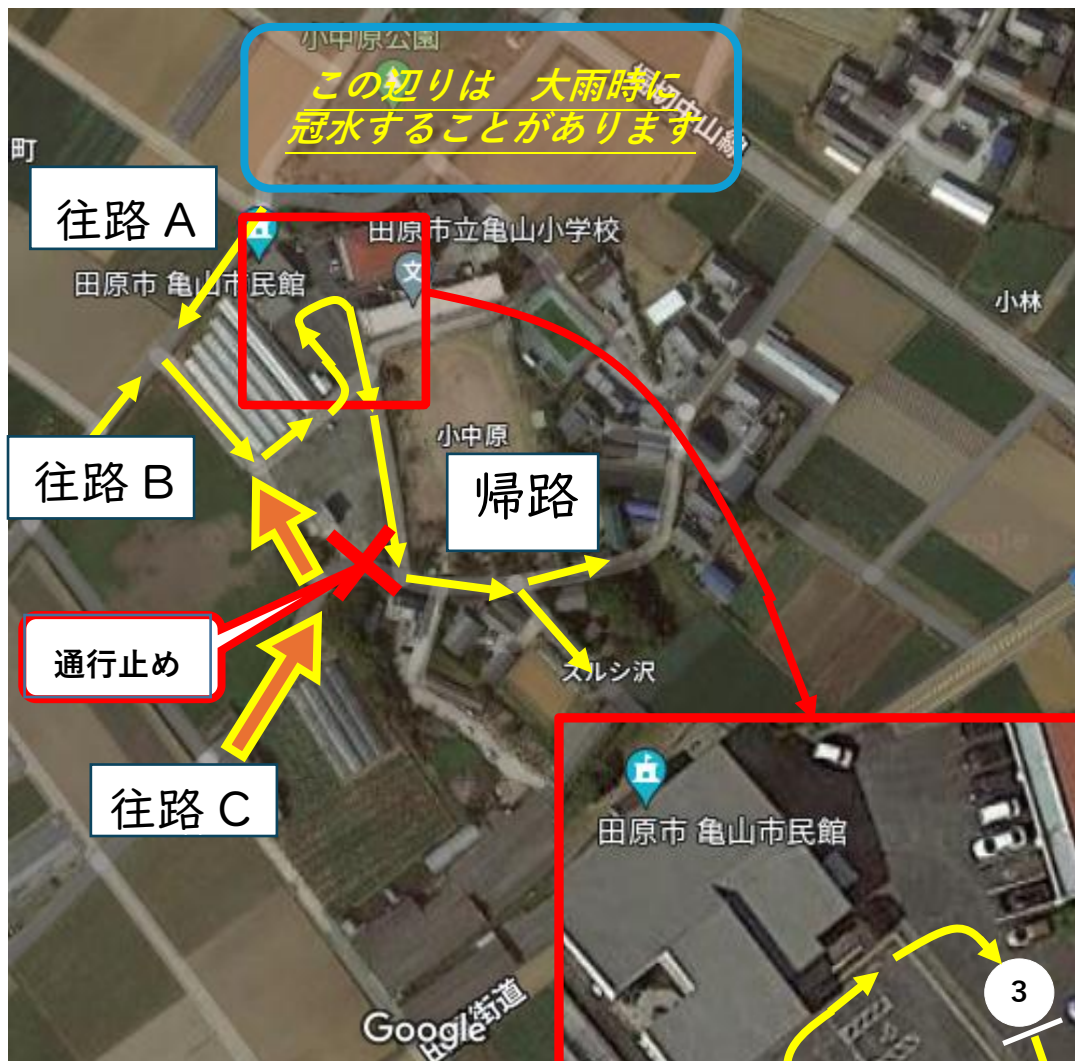 小中原公園
この辺りは 大雨時に
冠水することがあります
町
往路 A
田原市立亀山小学校
文
田原市 亀山市民館
小林
小中原
往路 B
帰路
通行止め
スルシ沢
往路 C
田原市 亀山市民館
3
Google
街道